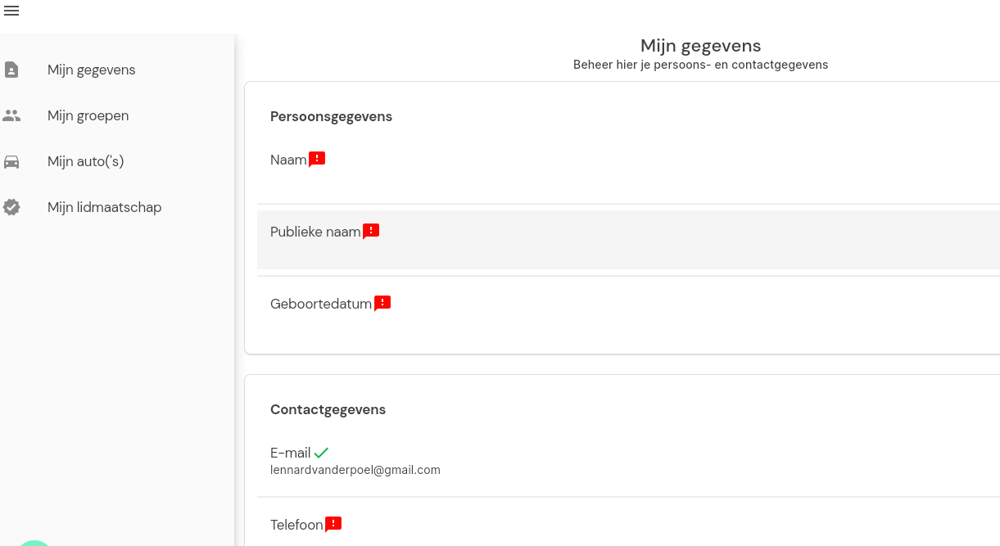 Mijn gegevens
Mijn groepen
Mijn auto('s)
Mijn lidmaatschap
Mijn gegevens
Beheer hier je persoons- en contactgegevens
Persoonsgegevens
Naam
Publieke naam
Geboortedatum
Contactgegevens
E-mail
lennardvanderpoel@gmail.com
Telefoon